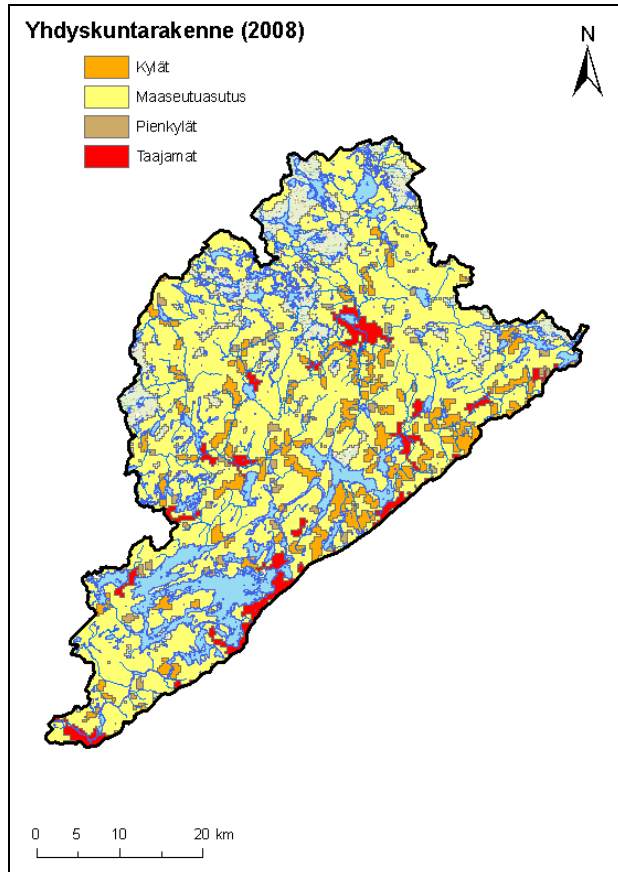 Yhdyskuntarakenne (2008)
Kylät
Maaseutuasutus
Pienkylät
Taajamat
N
0 5 10 20 km